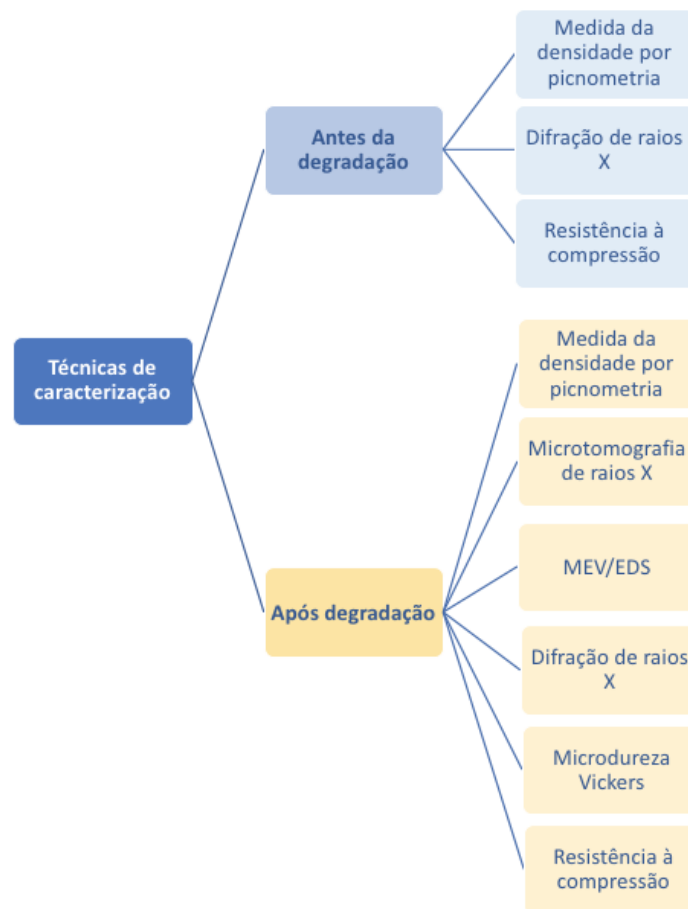 Técnicas de
caracterização
Antes da
degradação
Medida da
densidade por
picnometria
Difração de raios
X
Resistência à
compressão
Após degradação
Medida da
densidade por
picnometria
Microtomografia
de raios X
MEV/EDS
Difração de raios
X
Microdureza
Vickers
Resistência à
compressão